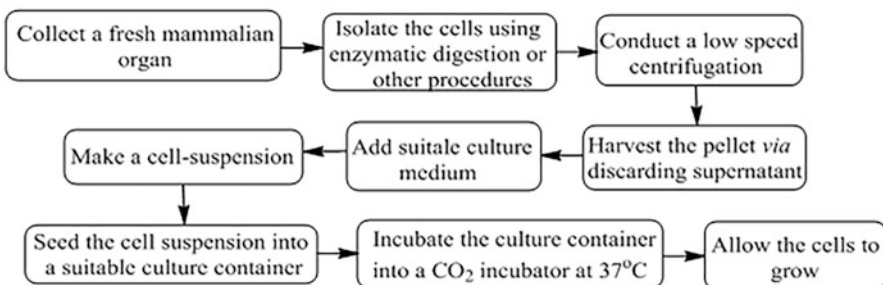 Collect a fresh mammalian
organ
Isolate the cells using
enzymatic digestion or
other procedures
Conduct a low speed
centrifugation
Harvest the pellet via
discarding supernatant
Add suitale culture
medium
Make a cell-suspension
Seed the cell suspension into
a suitable culture container
Incubate the culture container
into a CO₂ incubator at 37°C
Allow the cells to
grow